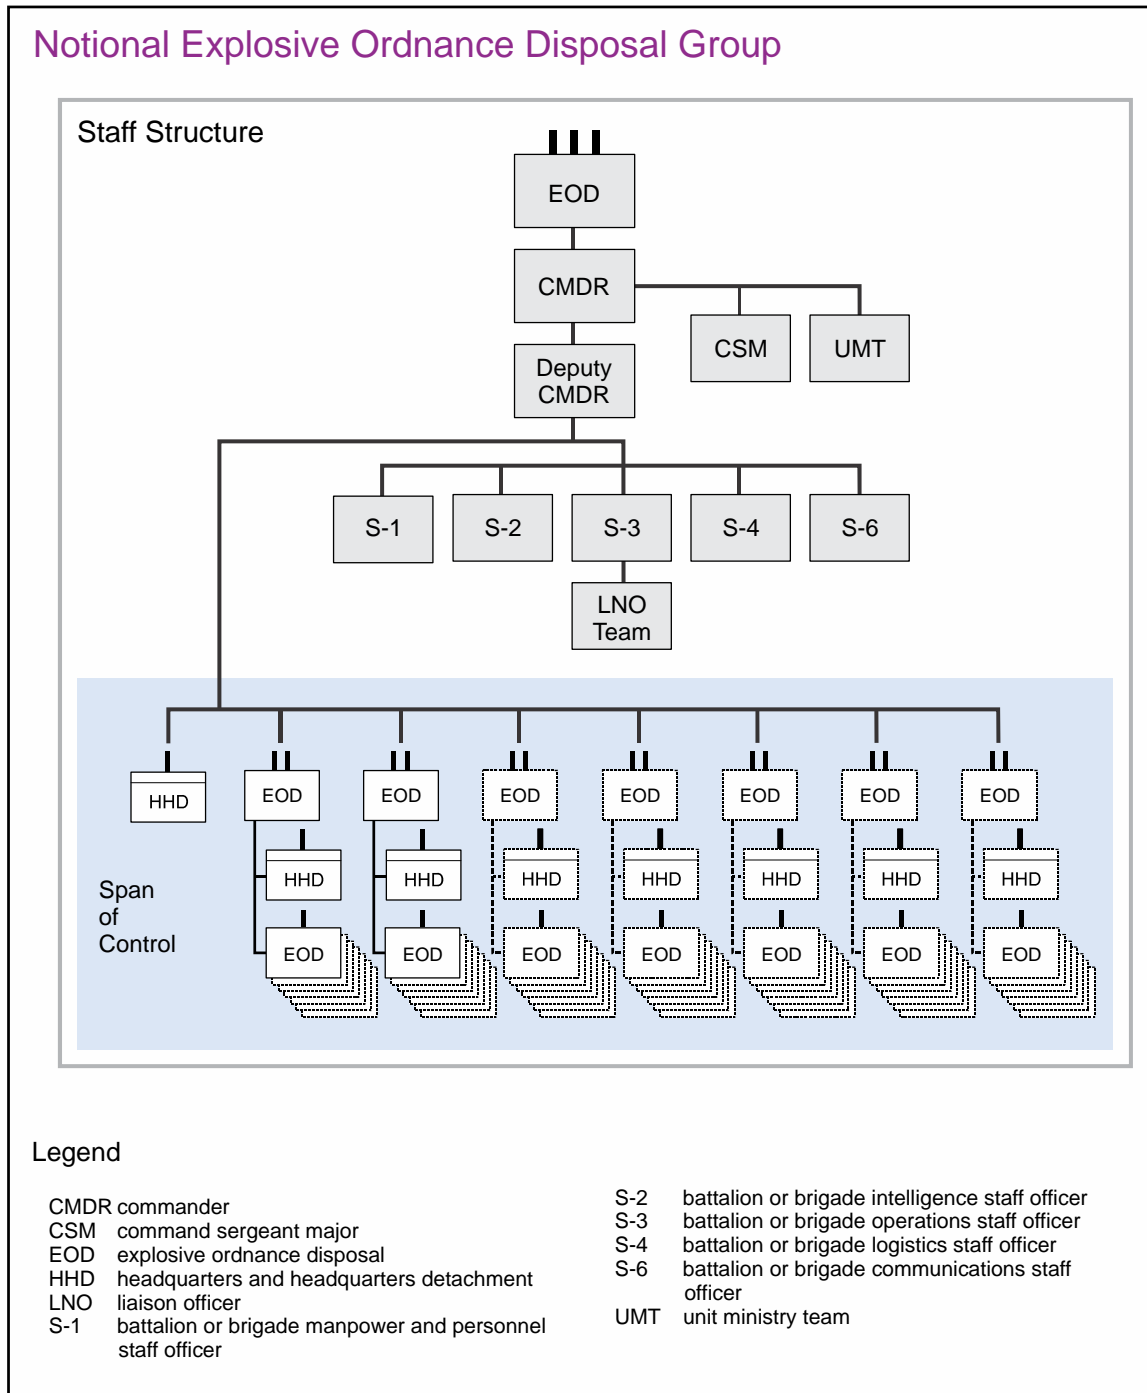 Notional Explosive Ordnance Disposal Group
Staff Structure
EOD
CMDR
CSM
UMT
Deputy
CMDR
S-1
S-2
S-3
S-4
S-6
LNO
Team
HHD
EOD
EOD
EOD
EOD
EOD
EOD
EOD
HHD
HHD
HHD
HHD
HHD
HHD
HHD
Span
of
Control
EOD
EOD
EOD
EOD
EOD
EOD
EOD
Legend
CMDR commander
CSM command sergeant major
EOD explosive ordnance disposal
HHD headquarters and headquarters detachment
LNO liaison officer
S-1 battalion or brigade manpower and personnel
staff officer
S-2 battalion or brigade intelligence staff officer
S-3 battalion or brigade operations staff officer
S-4 battalion or brigade logistics staff officer
S-6 battalion or brigade communications staff
officer
UMT unit ministry team